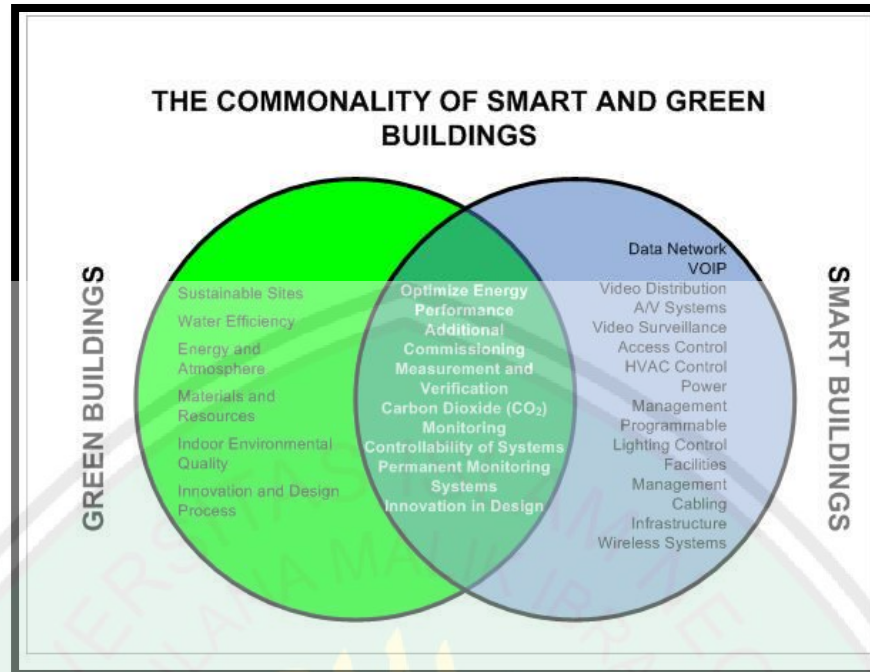 THE COMMONALITY OF SMART AND GREEN
BUILDINGS
GREEN BUILDINGS
Sustainable Sites
Water Efficiency
Energy and
Atmosphere
Materials and
Resources
Indoor Environmental
Quality
Innovation and Design
Process
Optimize Energy
Performance
Additional
Commissioning
Measurement and
Verification
Carbon Dioxide (CO₂)
Monitoring
Controllability of Systems
Permanent Monitoring
Systems
Innovation in Design
Data Network
VOIP
Video Distribution
A/V Systems
Video Surveillance
Access Control
HVAC Control
Power
Management
Programmable
Lighting Control
Facilities
Management
Cabling
Infrastructure
Wireless Systems
SMART BUILDINGS